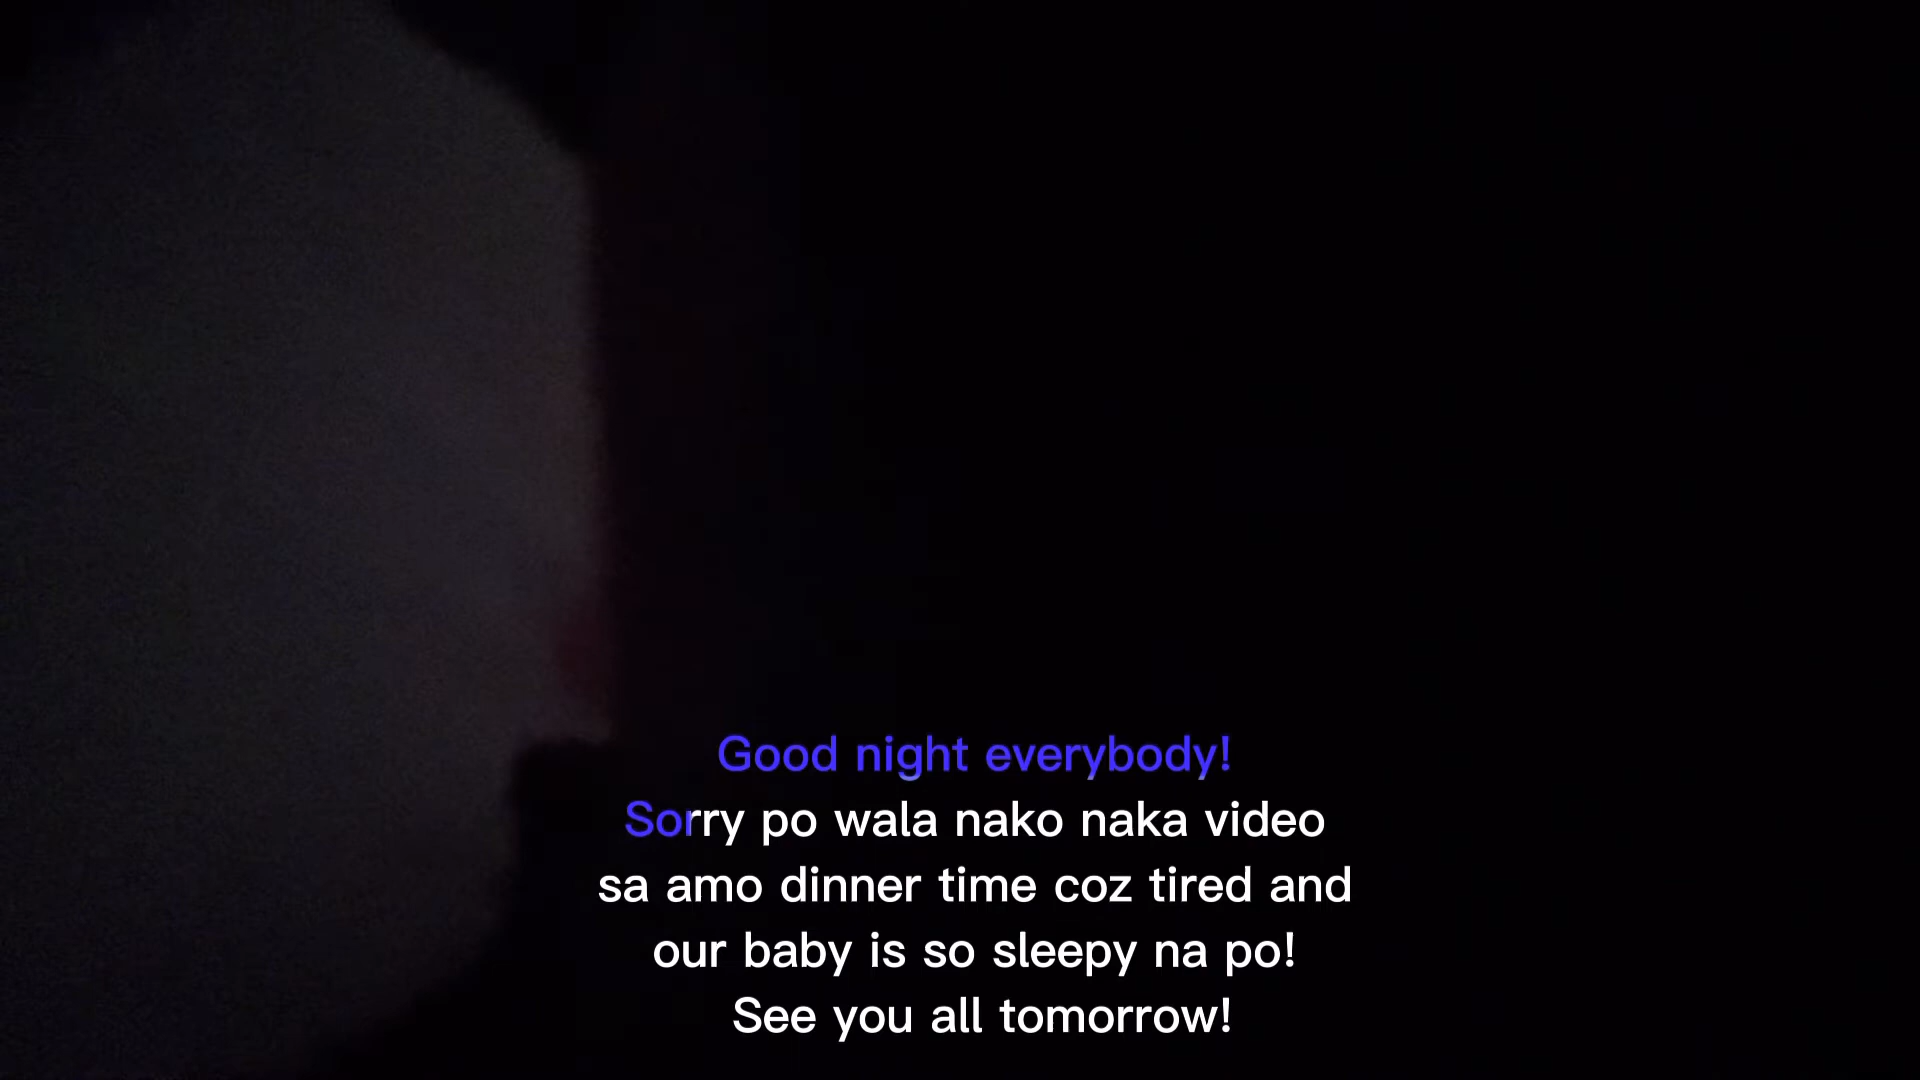 Good night everybody!
Sorry po wala nako naka video
sa amo dinner time coz tired and
our baby is so sleepy na po!
See you all tomorrow!